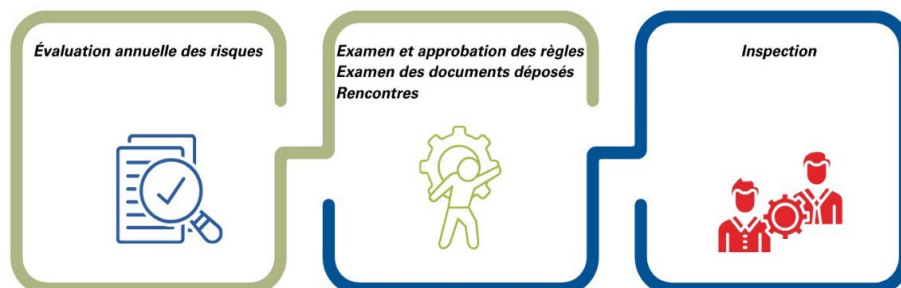 Évaluation annuelle des risques
Examen et approbation des règles
Examen des documents déposés
Rencontres
Inspection